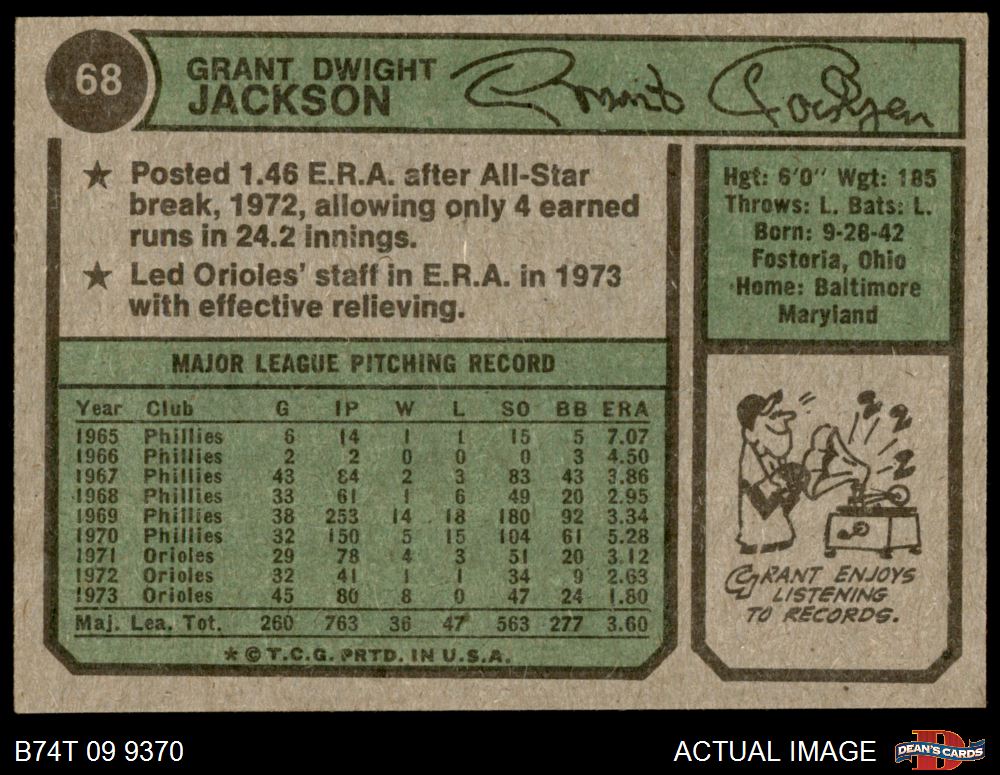 68
GRANT DWIGHT
JACKSON
Grant Jackson
★ Posted 1.46 E.R.A. after All-Star
break, 1972, allowing only 4 earned
runs in 24.2 innings.
★ Led Orioles' staff in E.R.A. in 1973
with effective relieving.
Hgt: 6'0" Wgt: 185
Throws: L. Bats: L.
Born: 9-28-42
Fostoria, Ohio
Home: Baltimore
Maryland
MAJOR LEAGUE PITCHING RECORD
Year Club G IP W L SO BB ERA
1965 Phillies 6 14 1 1 15 5 7.07
1966 Phillies 2 2 0 0 0 3 4.50
1967 Phillies 43 84 2 3 83 43 3.86
1968 Phillies 33 61 1 6 49 20 2.95
1969 Phillies 38 253 14 18 180 92 3.34
1970 Phillies 32 150 5 15 104 61 5.28
1971 Orioles 29 78 4 3 51 20 3.12
1972 Orioles 32 41 1 1 34 9 2.63
1973 Orioles 45 80 8 0 47 24 1.80
Maj. Lea. Tot. 260 763 36 47 563 277 3.60
★ © T.C.G. PRTD. IN U.S.A.
GRANT ENJOYS
LISTENING
TO RECORDS.
B74T 09 9370
ACTUAL IMAGE
DEAN'S CARDS